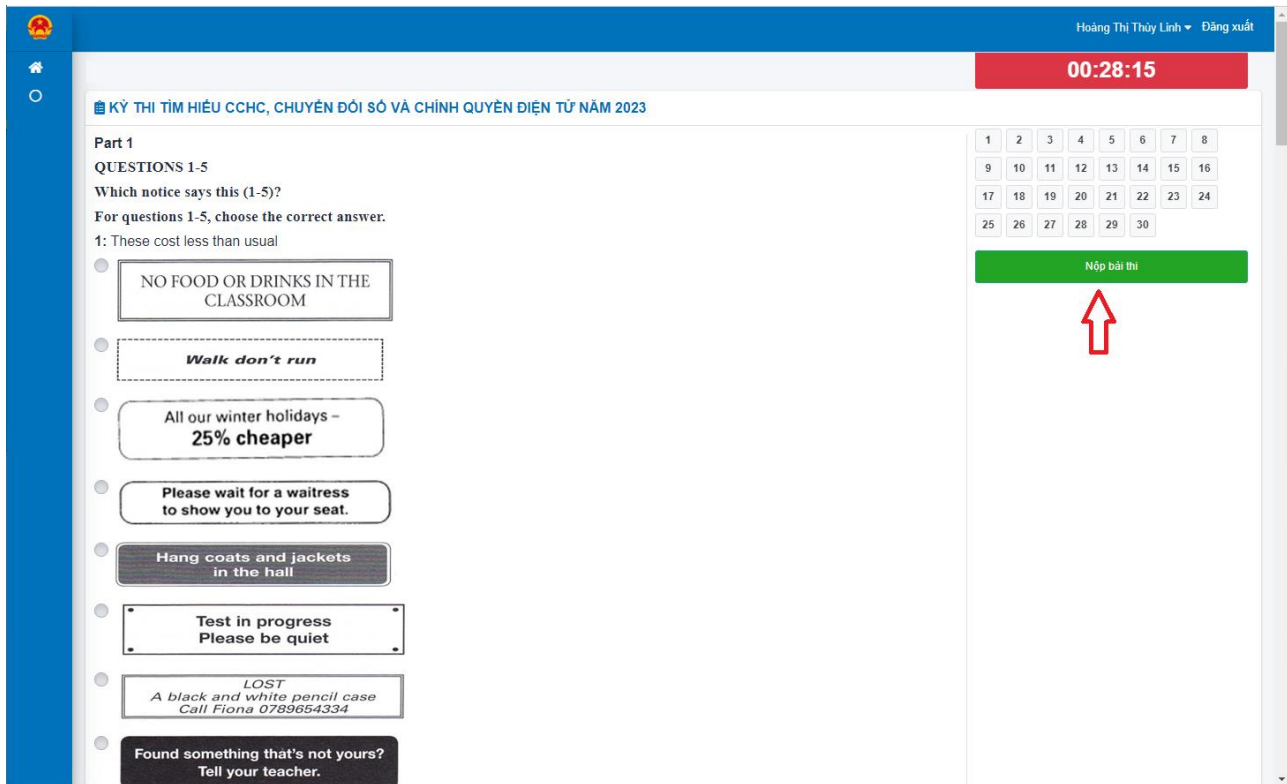 Hoàng Thị Thùy Linh Đăng xuất
00:28:15
KỲ THI TÌM HIỂU CCHC, CHUYỂN ĐỔI SỐ VÀ CHÍNH QUYỀN ĐIỆN TỬ NĂM 2023
Part 1
QUESTIONS 1-5
Which notice says this (1-5)?
For questions 1-5, choose the correct answer.
1: These cost less than usual
NO FOOD OR DRINKS IN THE
CLASSROOM
Walk don't run
All our winter holidays –
25% cheaper
Please wait for a waitress
to show you to your seat.
Hang coats and jackets
in the hall
Test in progress
Please be quiet
LOST
A black and white pencil case
Call Fiona 0789654334
Found something that's not yours?
Tell your teacher.
1 2 3 4 5 6 7 8
9 10 11 12 13 14 15 16
17 18 19 20 21 22 23 24
25 26 27 28 29 30
Nộp bài thi